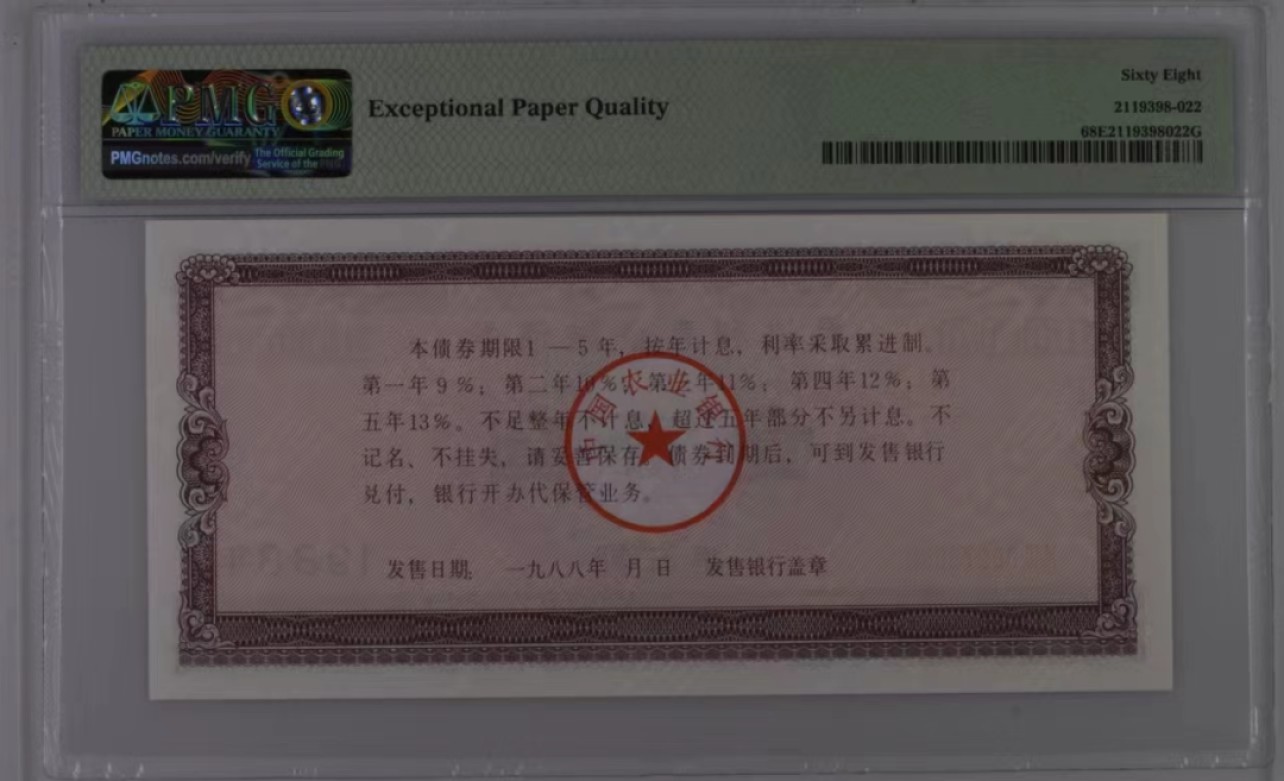 PMG
PAPER MONEY GUARANTY
PMGnotes.com/verify
The Official Grading
Service of the PMG
Exceptional Paper Quality
Sixty Eight
2119398-022
68E2119398022G
本债券期限1—5年，按年计息，利率采取累进制。
第一年9％；第二年10％；第三年11％；第四年12％；第
五年13％。不足整年不计息，超过五年部分不另计息。不
记名、不挂失，请妥善保存。债券到期后，可到发售银行
兑付，银行开办代保管业务。
中国农业银行
发售日期： 一九八八年 月 日 发售银行盖章